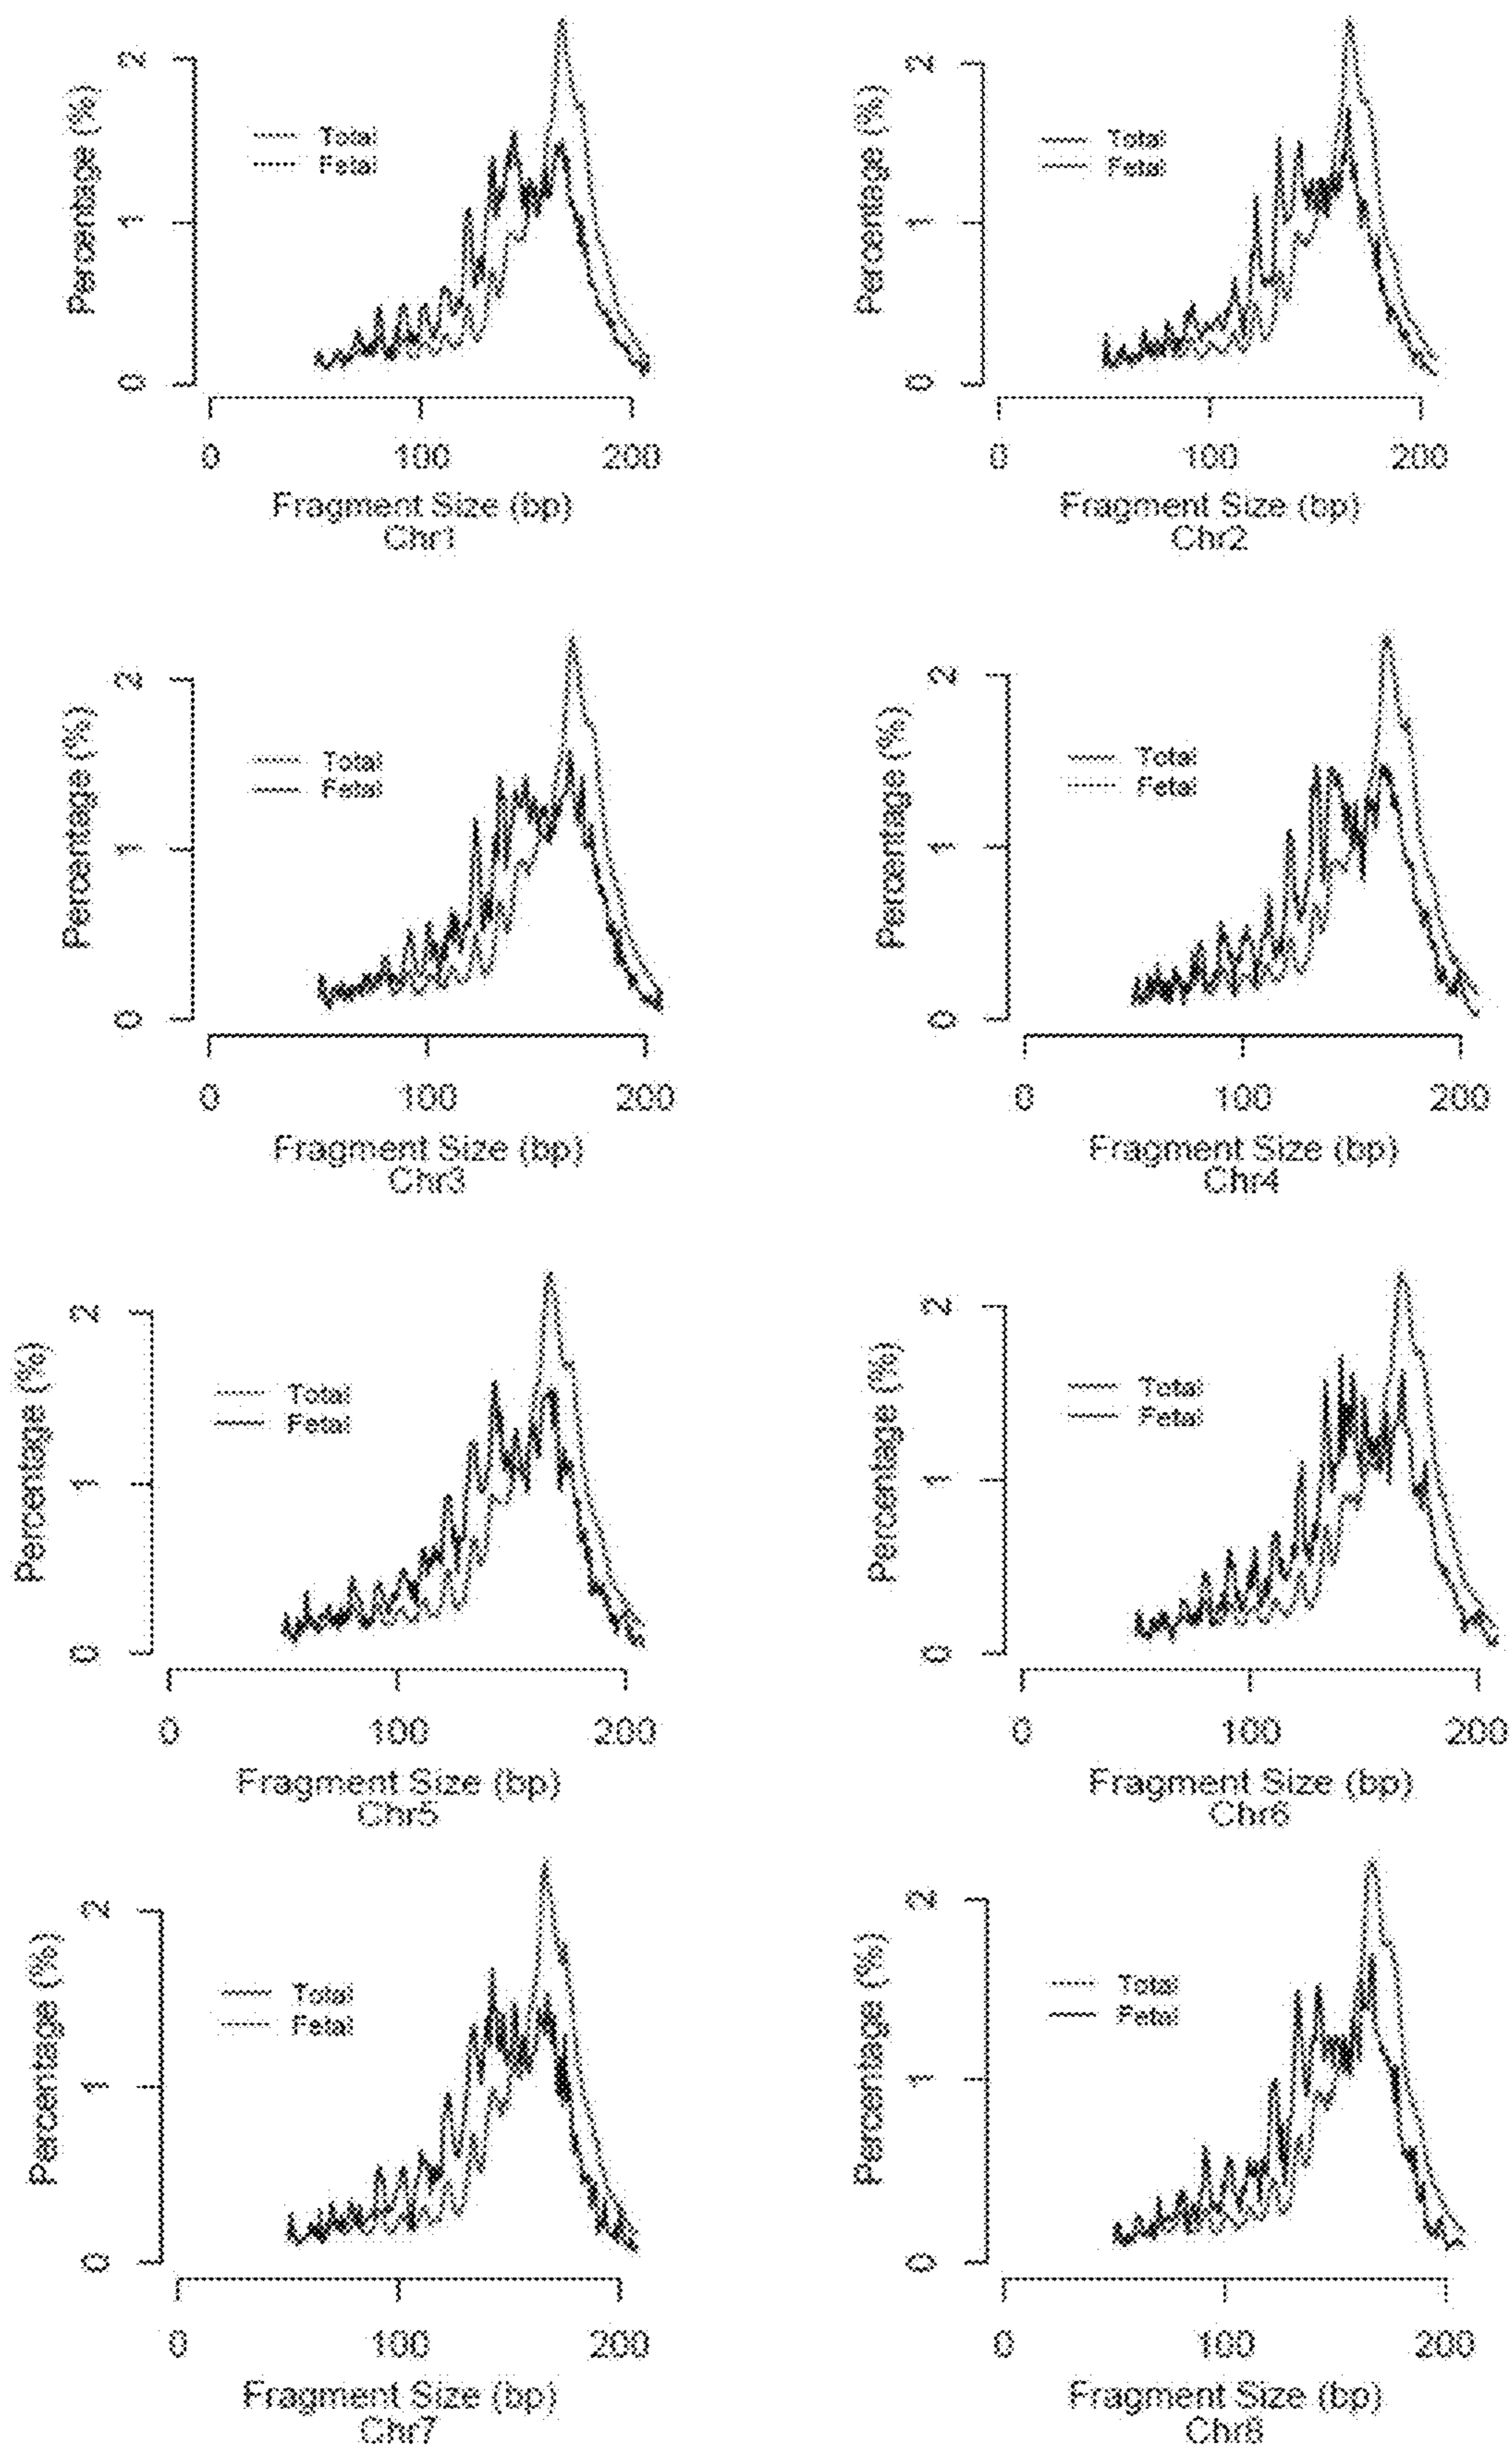 Percentage (%)
2
1
0
Total
Fetal
0 100 200
Fragment Size (bp)
Chr1
Percentage (%)
2
1
0
Total
Fetal
0 100 200
Fragment Size (bp)
Chr2
Percentage (%)
2
1
0
Total
Fetal
0 100 200
Fragment Size (bp)
Chr3
Percentage (%)
2
1
0
Total
Fetal
0 100 200
Fragment Size (bp)
Chr4
Percentage (%)
2
1
0
Total
Fetal
0 100 200
Fragment Size (bp)
Chr5
Percentage (%)
2
1
0
Total
Fetal
0 100 200
Fragment Size (bp)
Chr6
Percentage (%)
2
1
0
Total
Fetal
0 100 200
Fragment Size (bp)
Chr7
Percentage (%)
2
1
0
Total
Fetal
0 100 200
Fragment Size (bp)
Chr8